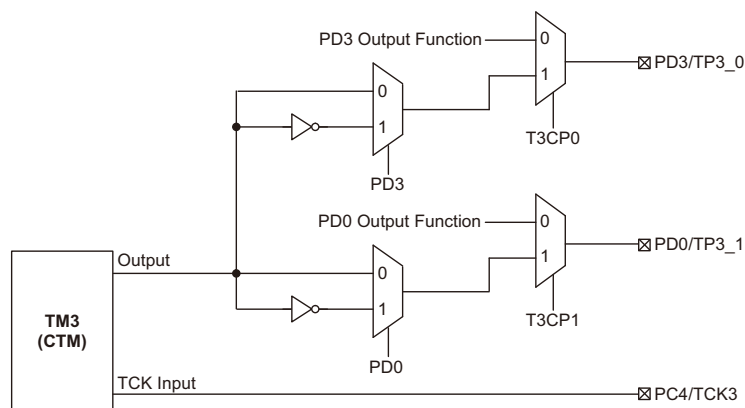 PD3 Output Function
0
1
PD3/TP3_0
T3CP0
0
1
PD3
PD0 Output Function
0
1
PD0/TP3_1
T3CP1
Output
0
1
PD0
TM3
(CTM)
TCK Input
PC4/TCK3